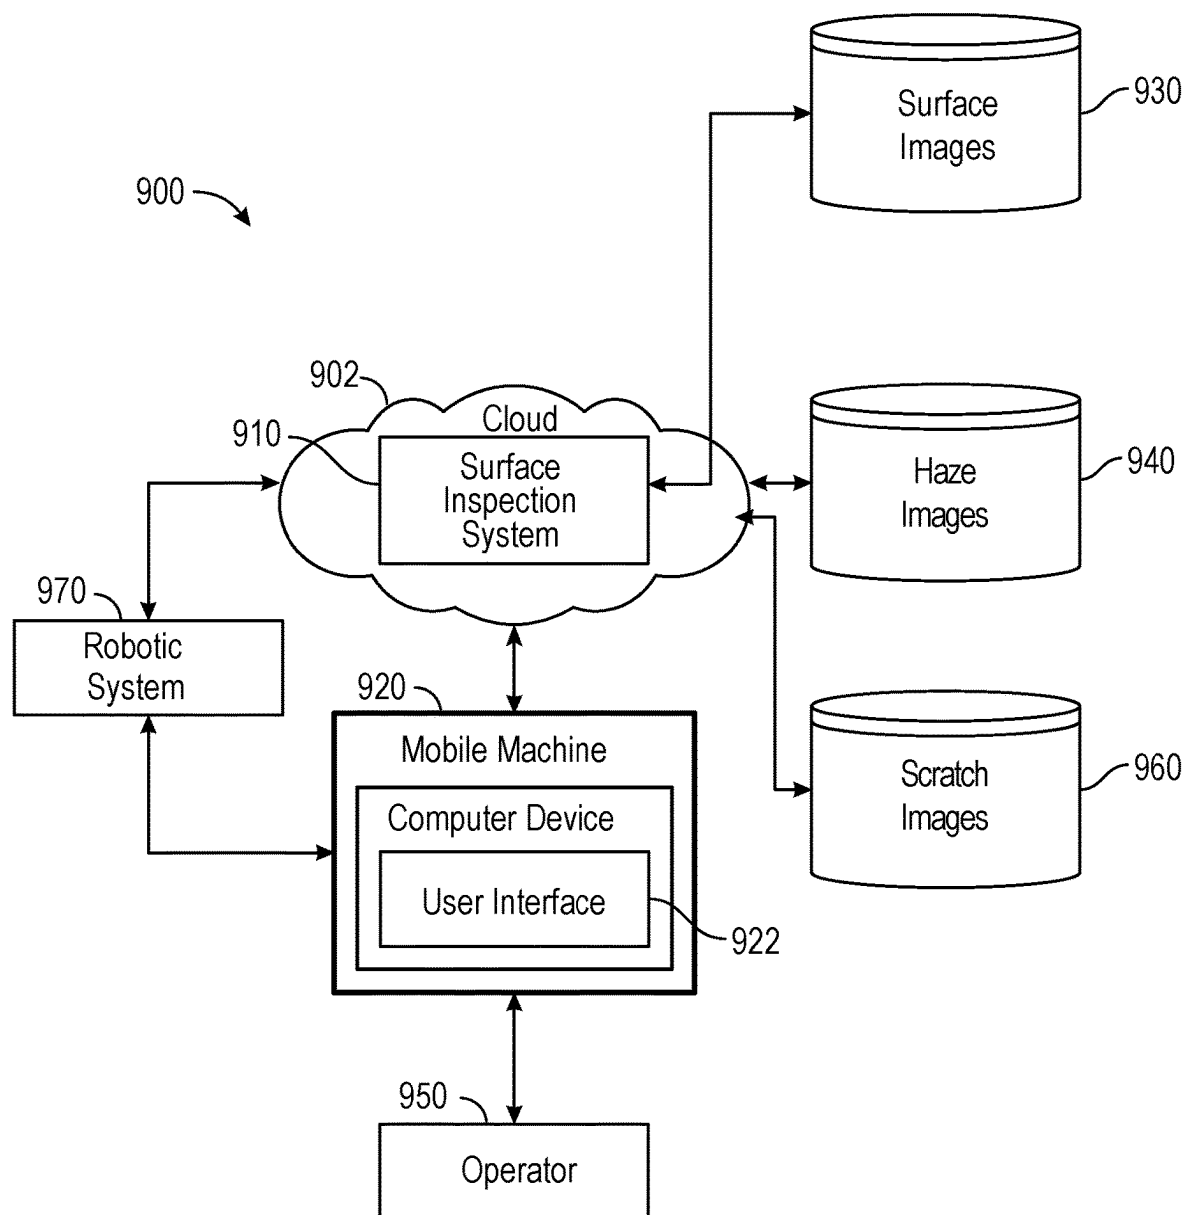 930
Surface
Images
900
902
Cloud
910
Surface
Inspection
System
Haze
Images
940
970
Robotic
System
920
Mobile Machine
Computer Device
User Interface
922
Scratch
Images
960
950
Operator